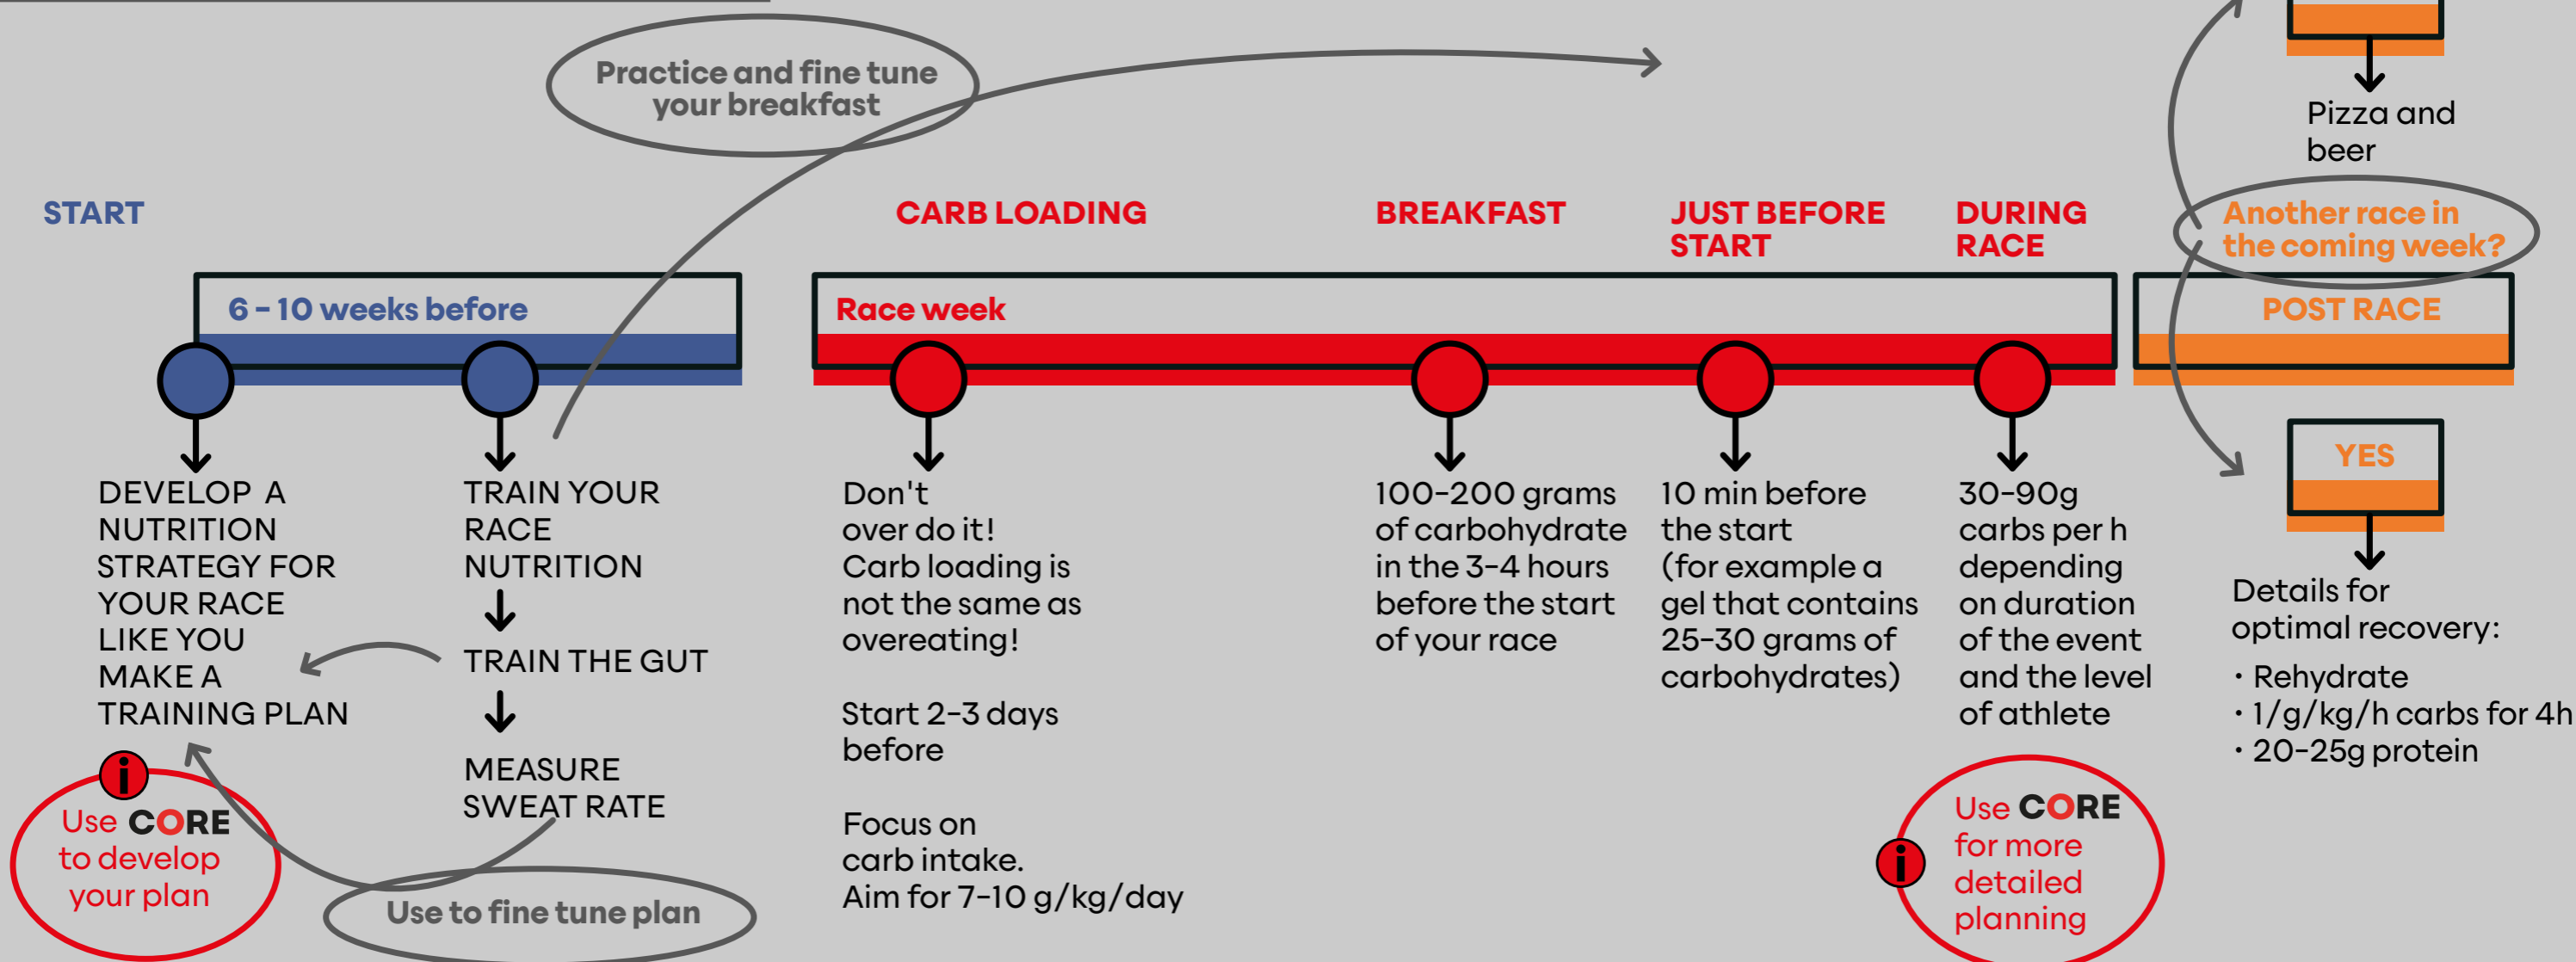 Practice and fine tune
your breakfast
Pizza and
beer
START
CARB LOADING
BREAKFAST
JUST BEFORE
START
DURING
RACE
Another race in
the coming week?
6 – 10 weeks before
Race week
POST RACE
DEVELOP A
NUTRITION
STRATEGY FOR
YOUR RACE
LIKE YOU
MAKE A
TRAINING PLAN
i
Use CORE
to develop
your plan
TRAIN YOUR
RACE
NUTRITION
TRAIN THE GUT
MEASURE
SWEAT RATE
Use to fine tune plan
Don't
over do it!
Carb loading is
not the same as
overeating!
Start 2–3 days
before
Focus on
carb intake.
Aim for 7–10 g/kg/day
100–200 grams
of carbohydrate
in the 3–4 hours
before the start
of your race
10 min before
the start
(for example a
gel that contains
25–30 grams of
carbohydrates)
30–90g
carbs per h
depending
on duration
of the event
and the level
of athlete
i
Use CORE
for more
detailed
planning
YES
Details for
optimal recovery:
· Rehydrate
· 1/g/kg/h carbs for 4h
· 20–25g protein